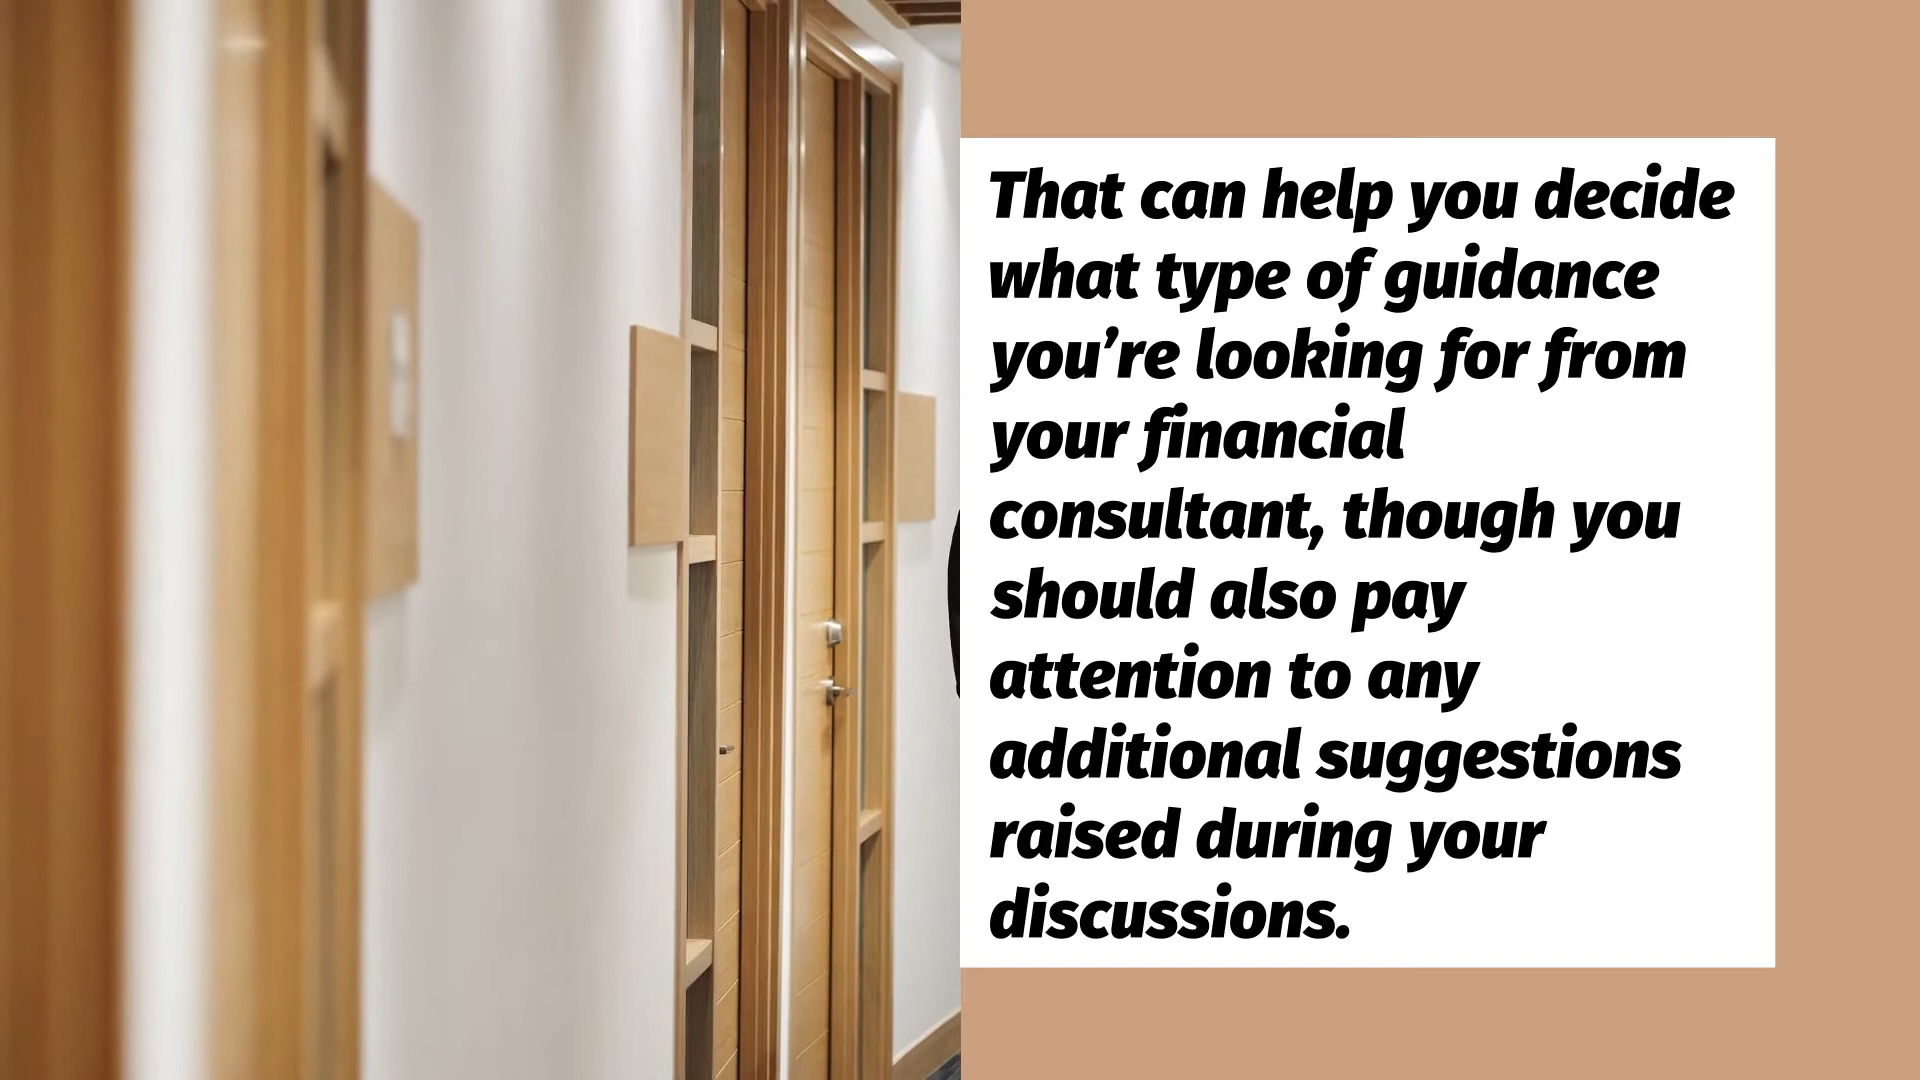 That can help you decide
what type of guidance
you’re looking for from
your financial
consultant, though you
should also pay
attention to any
additional suggestions
raised during your
discussions.